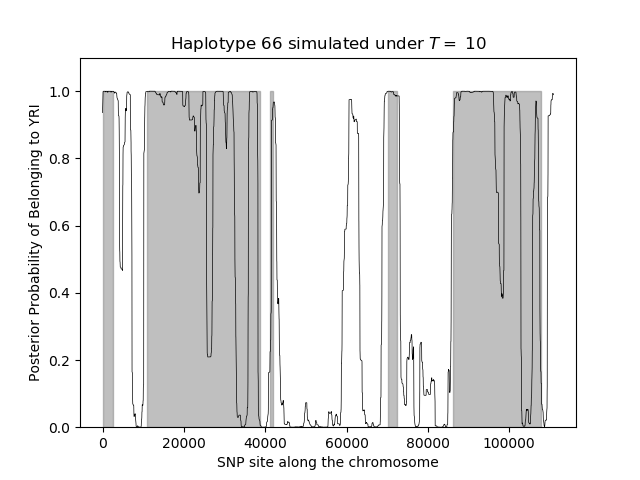 Haplotype 66 simulated under T = 10
Posterior Probability of Belonging to YRI
1.0
0.8
0.6
0.4
0.2
0.0
0 20000 40000 60000 80000 100000
SNP site along the chromosome